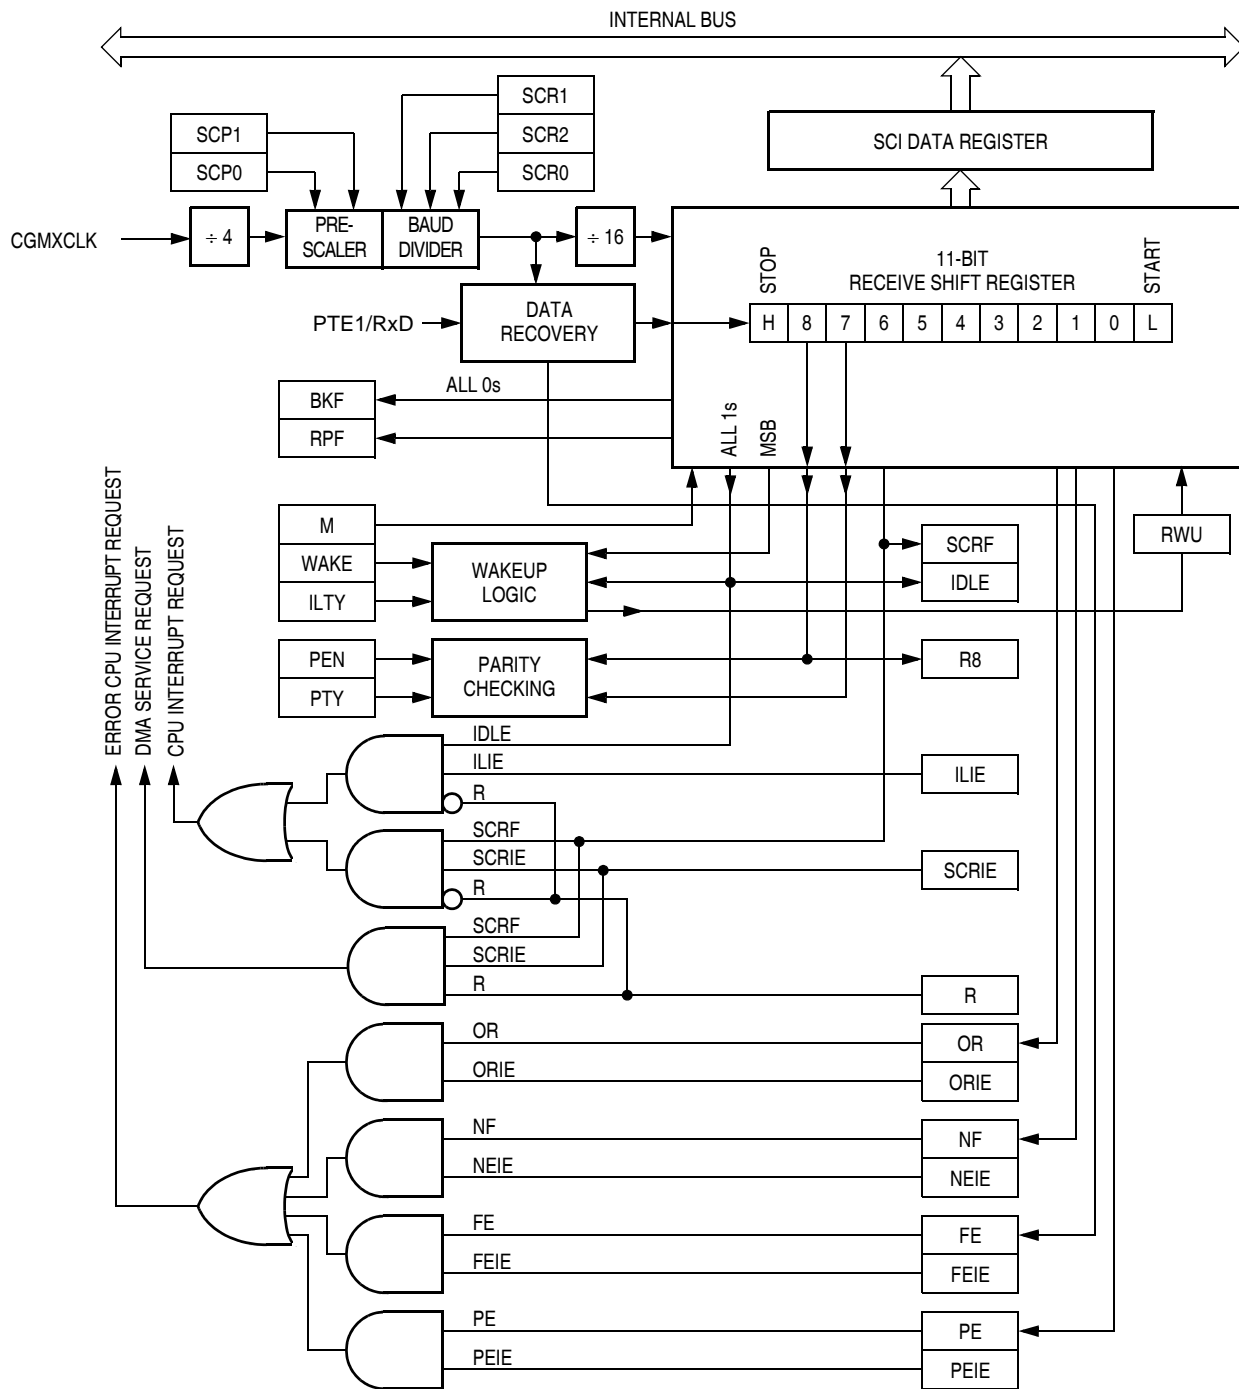 INTERNAL BUS
SCR1
SCR2
SCR0
SCP1
SCP0
SCI DATA REGISTER
CGMXCLK
÷ 4
PRE-
SCALER
BAUD
DIVIDER
÷ 16
STOP
11-BIT
RECEIVE SHIFT REGISTER
START
H 8 7 6 5 4 3 2 1 0 L
PTE1/RxD
DATA
RECOVERY
ALL 0s
BKF
RPF
ALL 1s
MSB
M
WAKE
ILTY
WAKEUP
LOGIC
SCRF
IDLE
RWU
PEN
PTY
PARITY
CHECKING
R8
ERROR CPU INTERRUPT REQUEST
DMA SERVICE REQUEST
CPU INTERRUPT REQUEST
IDLE
ILIE
R
ILIE
SCRF
SCRIE
R
SCRIE
SCRF
SCRIE
R
R
OR
ORIE
OR
ORIE
NF
NEIE
NF
NEIE
FE
FEIE
FE
FEIE
PE
PEIE
PE
PEIE